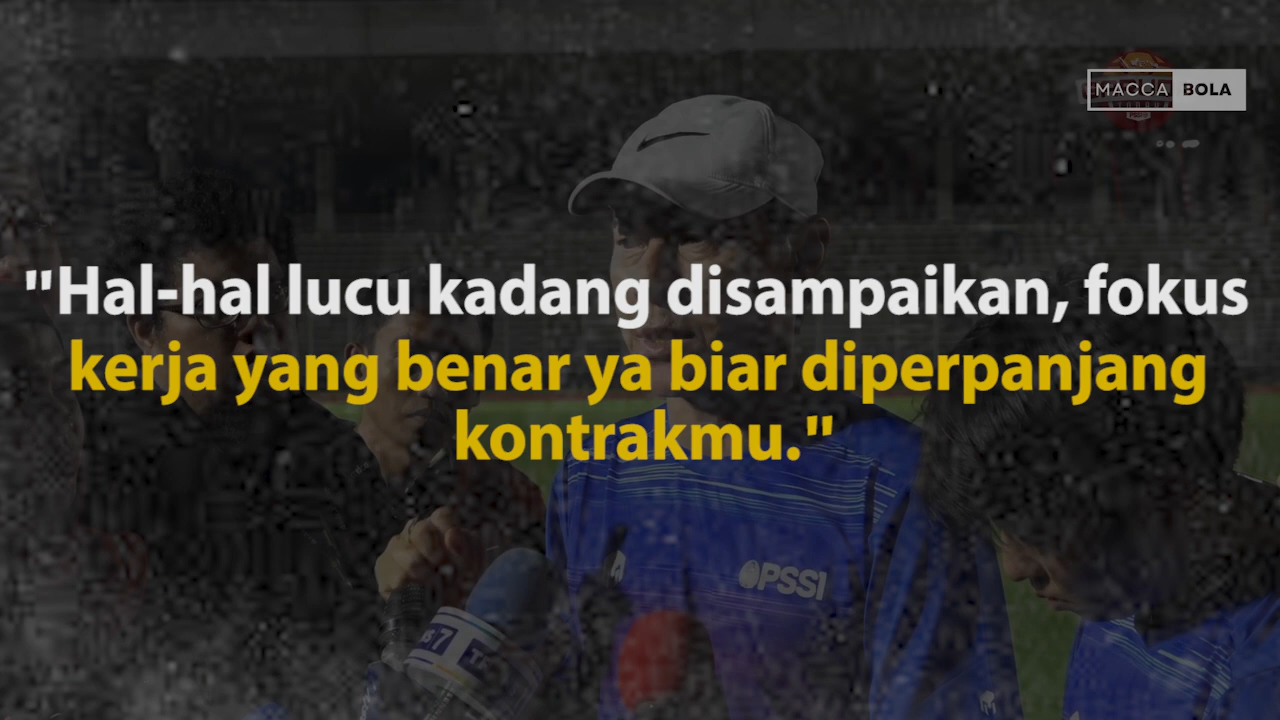 MACCA BOLA
"Hal-hal lucu kadang disampaikan, fokus
kerja yang benar ya biar diperpanjang
kontrakmu."
PSSI